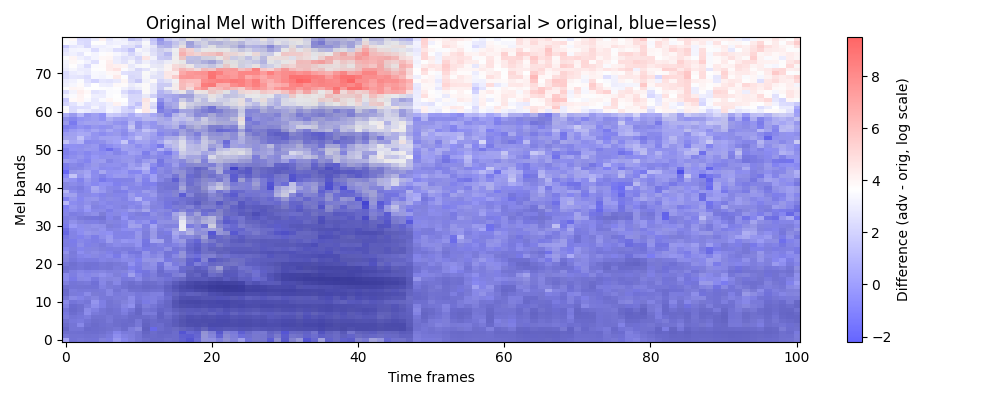 Original Mel with Differences (red=adversarial > original, blue=less)
Mel bands
70
60
50
40
30
20
10
0
0 20 40 60 80 100
Time frames
8
6
4
2
0
−2
Difference (adv - orig, log scale)